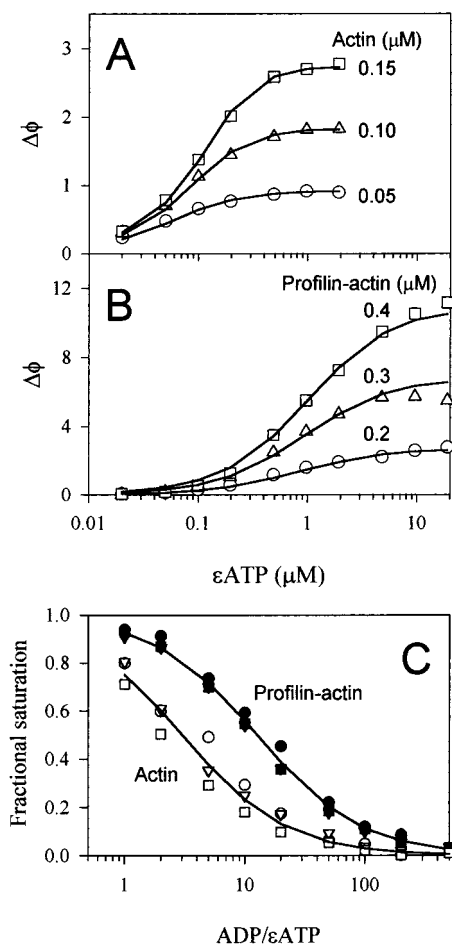 A
Actin (μM)
0.15
0.10
0.05
3
2
1
0
Δϕ
B
Profilin-actin (μM)
0.4
0.3
0.2
12
8
4
0
Δϕ
0.01 0.1 1 10
εATP (μM)
C
Profilin-actin
Actin
1.0
0.8
0.6
0.4
0.2
0.0
Fractional saturation
1 10 100
ADP/εATP